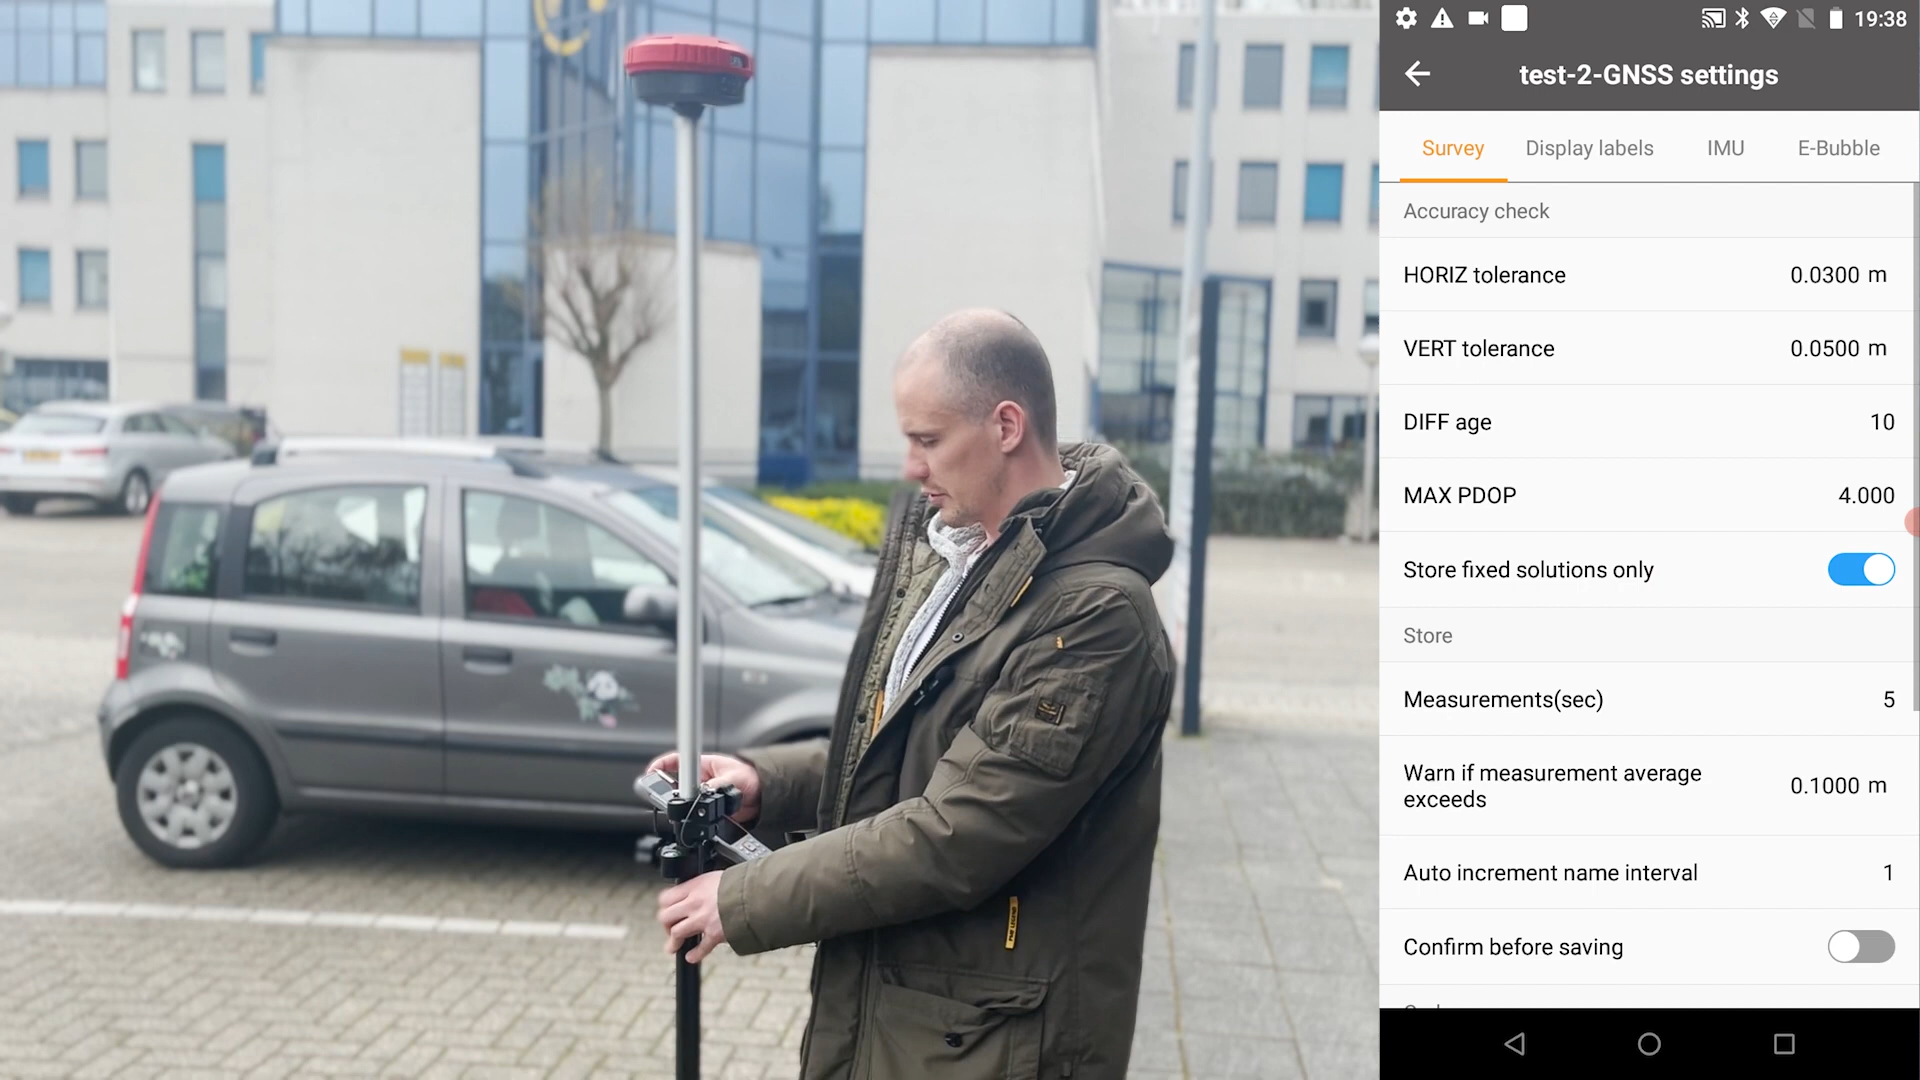 19:38
test-2-GNSS settings
Survey Display labels IMU E-Bubble
Accuracy check
HORIZ tolerance 0.0300 m
VERT tolerance 0.0500 m
DIFF age 10
MAX PDOP 4.000
Store fixed solutions only
Store
Measurements(sec) 5
Warn if measurement average
exceeds 0.1000 m
Auto increment name interval 1
Confirm before saving